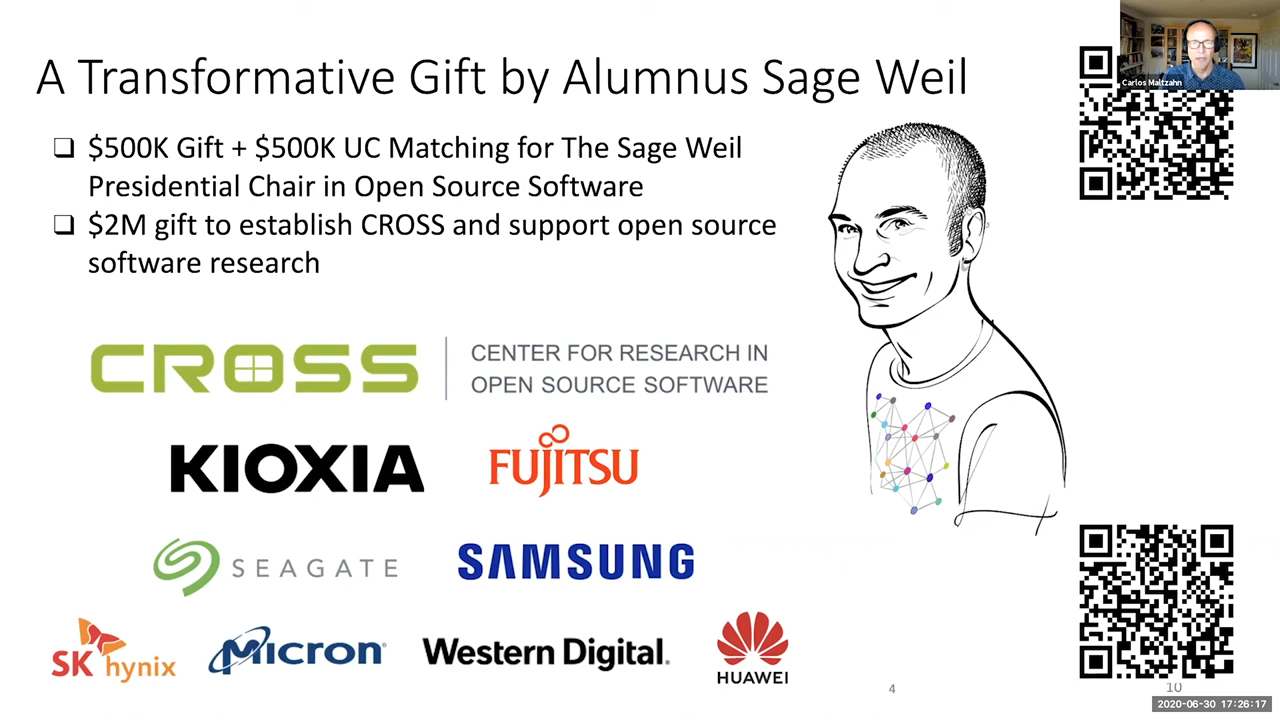 A Transformative Gift by Alumnus Sage Weil
Carlos Maltzahn
❑ $500K Gift + $500K UC Matching for The Sage Weil
Presidential Chair in Open Source Software
❑ $2M gift to establish CROSS and support open source
software research
CROSS
CENTER FOR RESEARCH IN
OPEN SOURCE SOFTWARE
KIOXIA
FUJITSU
SEAGATE
SAMSUNG
SK hynix
Micron
Western Digital.
HUAWEI
4
10
2020-06-30 17:26:17